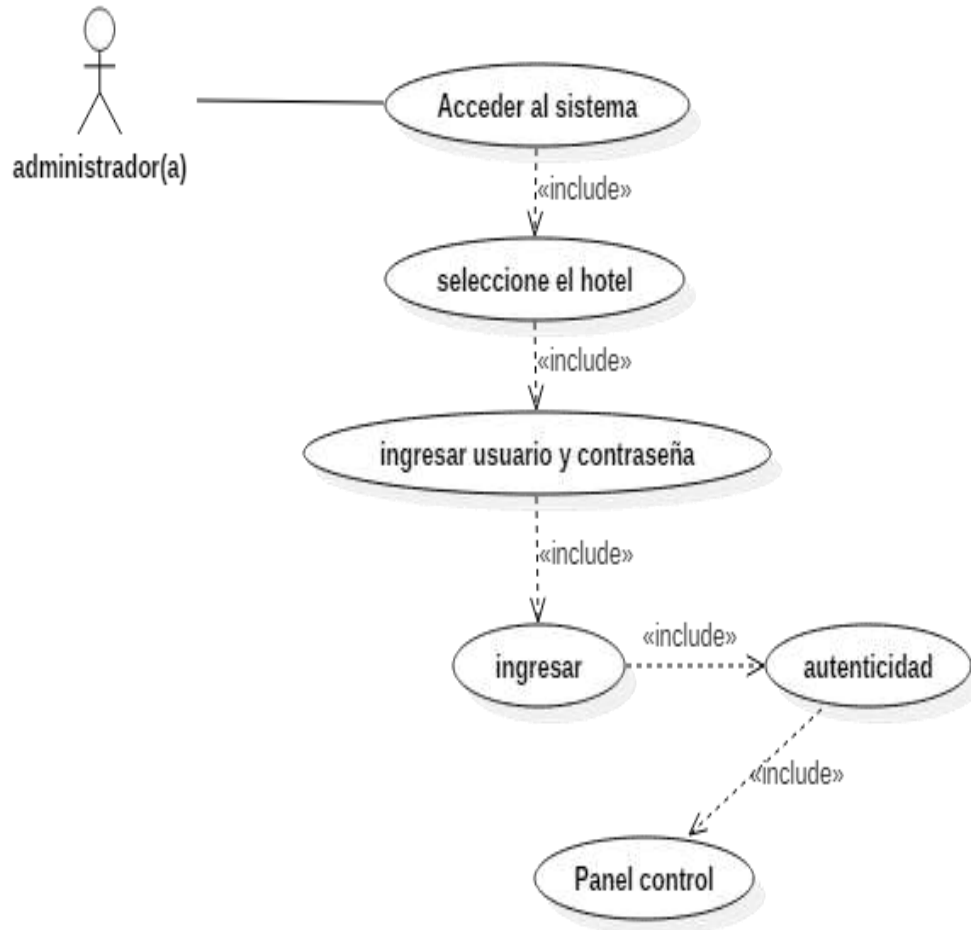 Acceder al sistema
administrador(a)
«include»
seleccione el hotel
«include»
ingresar usuario y contraseña
«include»
«include»
ingresar
autenticidad
«include»
Panel control